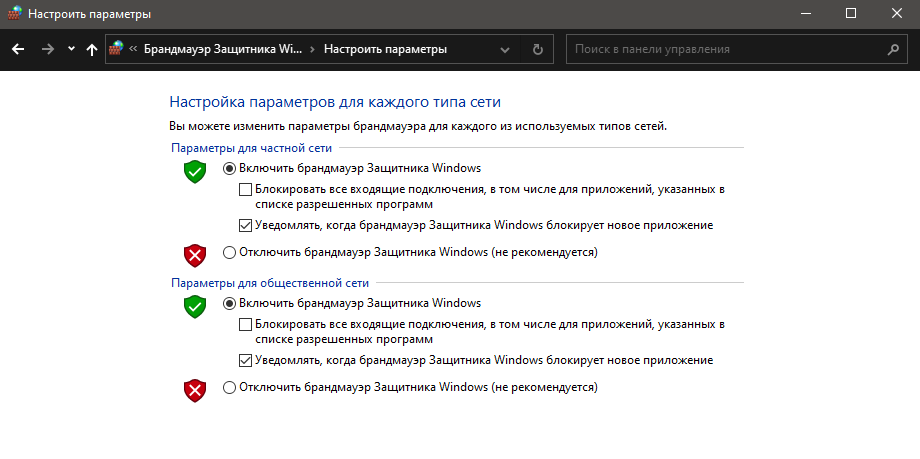 Настроить параметры
Брандмауэр Защитника Wi... Настроить параметры
Поиск в панели управления
Настройка параметров для каждого типа сети
Вы можете изменить параметры брандмауэра для каждого из используемых типов сетей.
Параметры для частной сети
Включить брандмауэр Защитника Windows
Блокировать все входящие подключения, в том числе для приложений, указанных в
списке разрешенных программ
Уведомлять, когда брандмауэр Защитника Windows блокирует новое приложение
Отключить брандмауэр Защитника Windows (не рекомендуется)
Параметры для общественной сети
Включить брандмауэр Защитника Windows
Блокировать все входящие подключения, в том числе для приложений, указанных в
списке разрешенных программ
Уведомлять, когда брандмауэр Защитника Windows блокирует новое приложение
Отключить брандмауэр Защитника Windows (не рекомендуется)